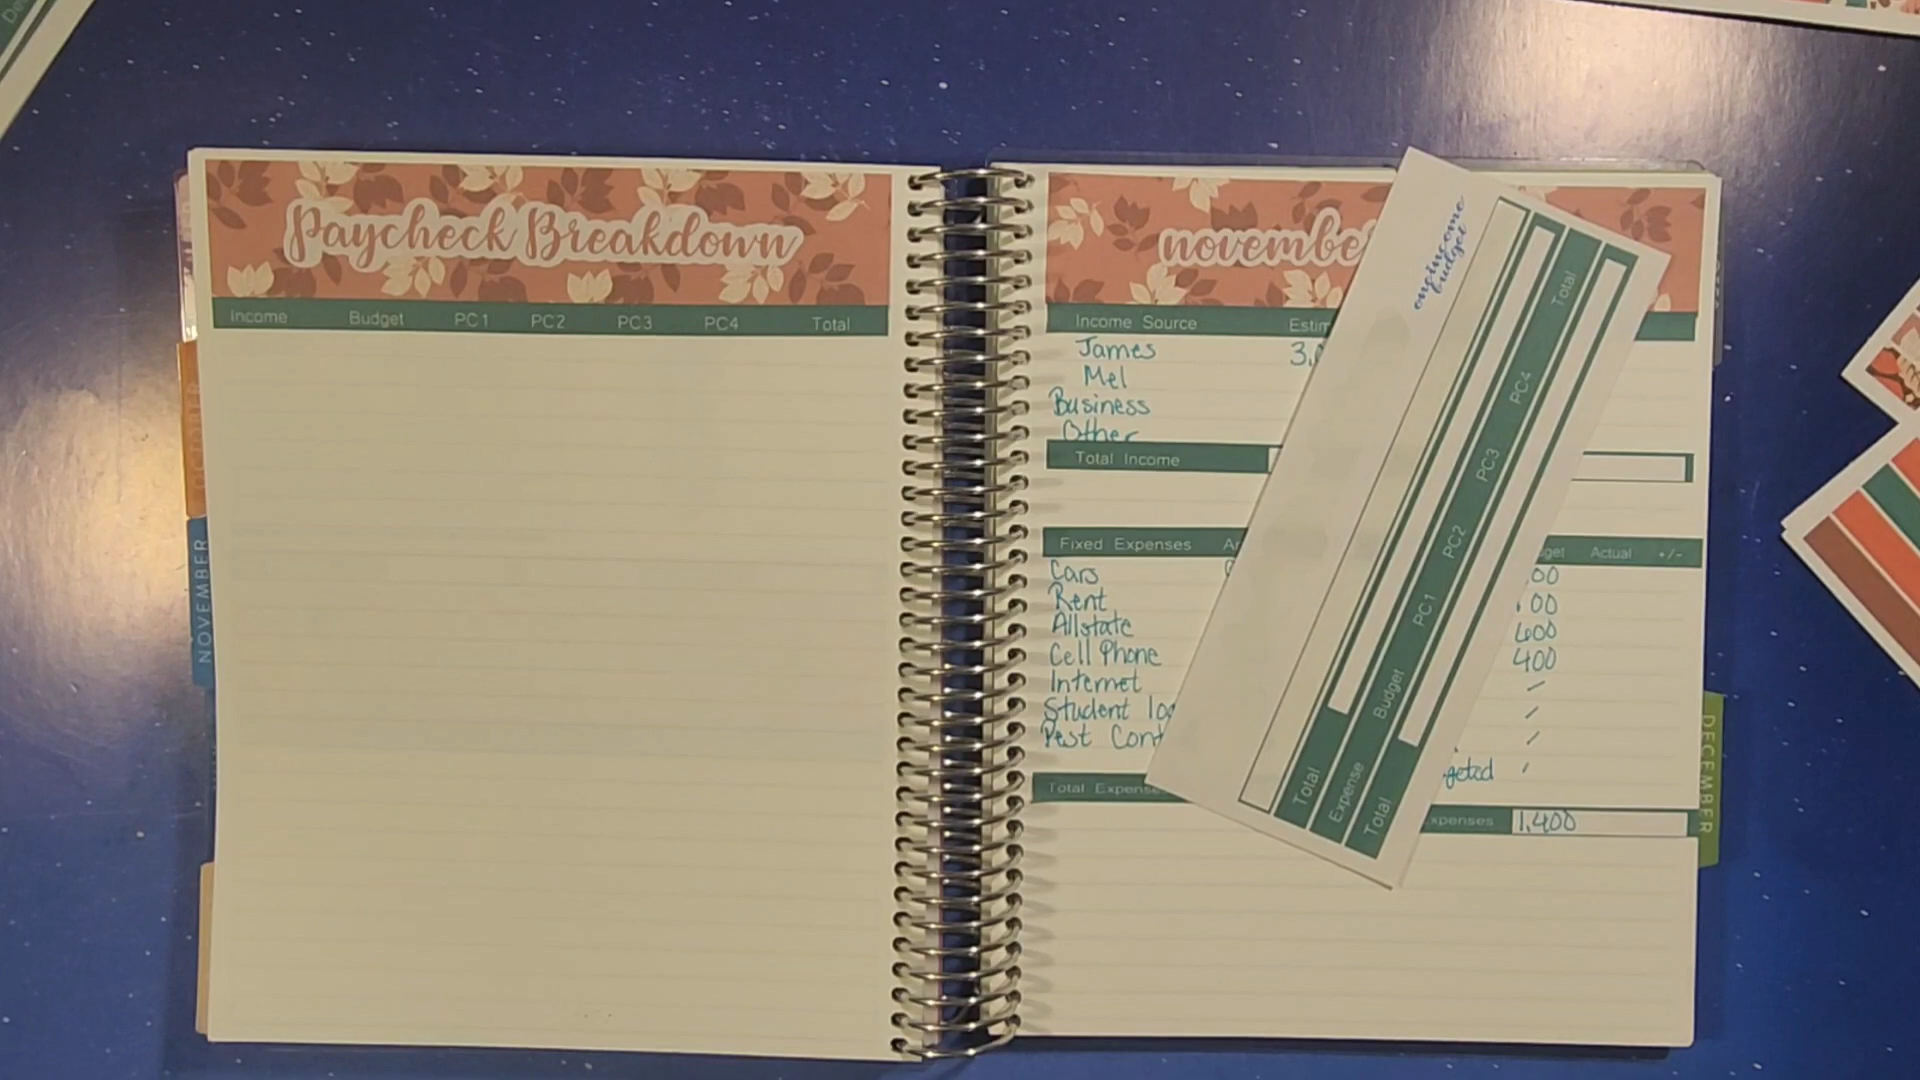 Paycheck Breakdown
Income Budget PC1 PC2 PC3 PC4 Total
NOVEMBER
november
Income Source
James
Mel
Business
Other
Total Income
Fixed Expenses Actual +/-
Cars
Rent
Allstate 600
Cell Phone 400
Internet
Student
Pest
Total
1,400
DECEMBER
oneincome
budget
Total
Expense Budget PC1 PC2 PC3 PC4 Total
Total